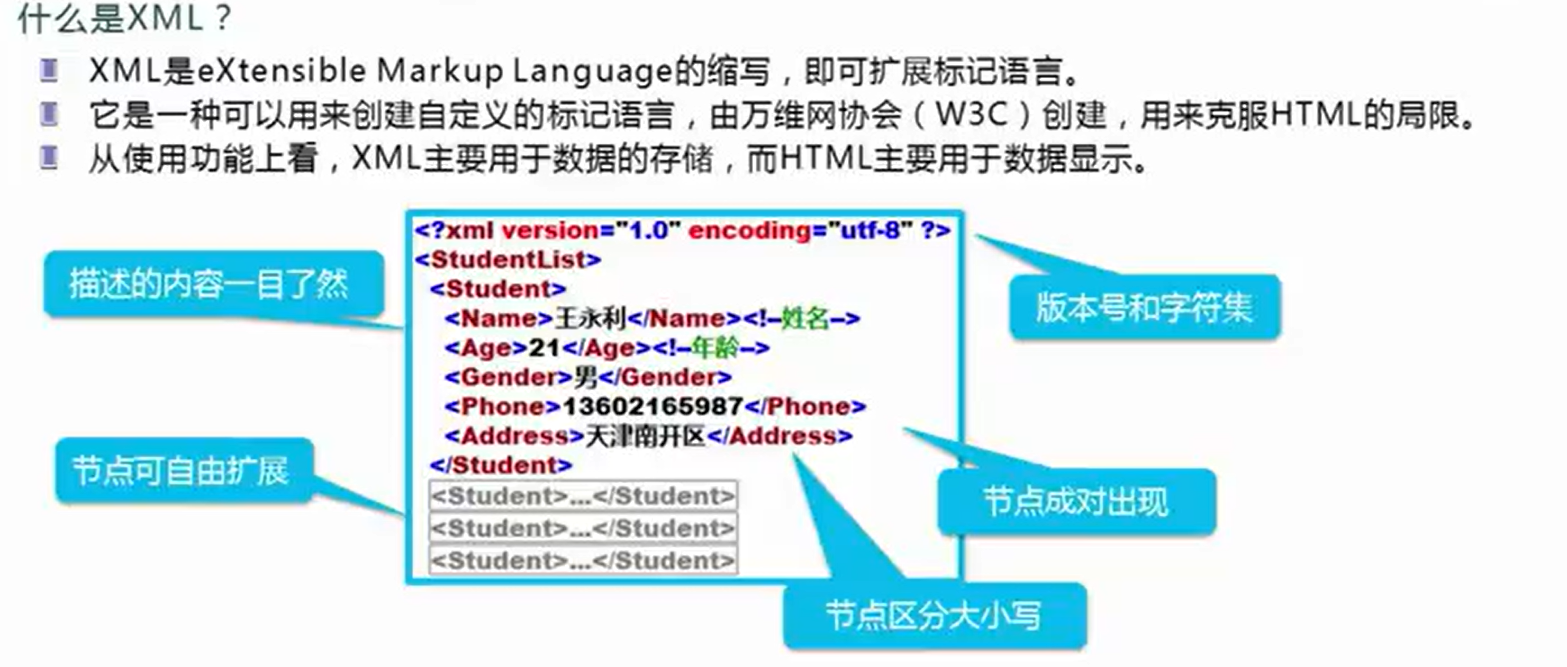 什么是XML？
XML是eXtensible Markup Language的缩写，即可扩展标记语言。
它是一种可以用来创建自定义的标记语言，由万维网协会（W3C）创建，用来克服HTML的局限。
从使用功能上看，XML主要用于数据的存储，而HTML主要用于数据显示。
<?xml version="1.0" encoding="utf-8" ?>
<StudentList>
<Student>
<Name>王永利</Name><!--姓名-->
<Age>21</Age><!--年龄-->
<Gender>男</Gender>
<Phone>13602165987</Phone>
<Address>天津南开区</Address>
</Student>
<Student>...</Student>
<Student>...</Student>
<Student>...</Student>
描述的内容一目了然
版本号和字符集
节点可自由扩展
节点成对出现
节点区分大小写